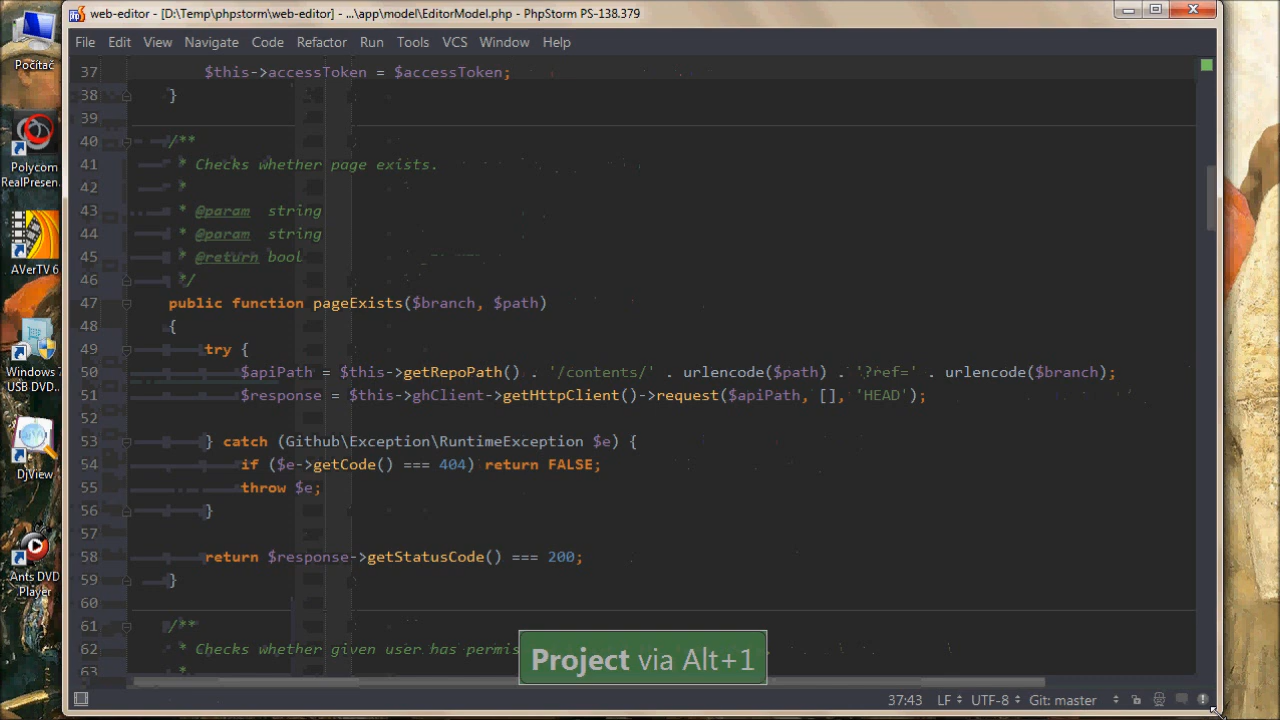 web-editor - [D:\Temp\phpstorm\web-editor] - ...\app\model\EditorModel.php - PhpStorm PS-138.379
File Edit View Navigate Code Refactor Run Tools VCS Window Help
Počítač
Polycom
RealPresen...
AVerTV 6
Windows 7
USB DVD...
DjView
Ants DVD
Player
37 $this->accessToken = $accessToken;
38 }
39
40 /**
41 * Checks whether page exists.
42 *
43 * @param string
44 * @param string
45 * @return bool
46 */
47 public function pageExists($branch, $path)
48 {
49 try {
50 $apiPath = $this->getRepoPath() . '/contents/' . urlencode($path) . '?ref=' . urlencode($branch);
51 $response = $this->ghClient->getHttpClient()->request($apiPath, [], 'HEAD');
52
53 } catch (Github\Exception\RuntimeException $e) {
54 if ($e->getCode() === 404) return FALSE;
55 throw $e;
56 }
57
58 return $response->getStatusCode() === 200;
59 }
60
61 /**
62 * Checks whether given user has permis
63 *
Project via Alt+1
37:43 LF UTF-8 Git: master